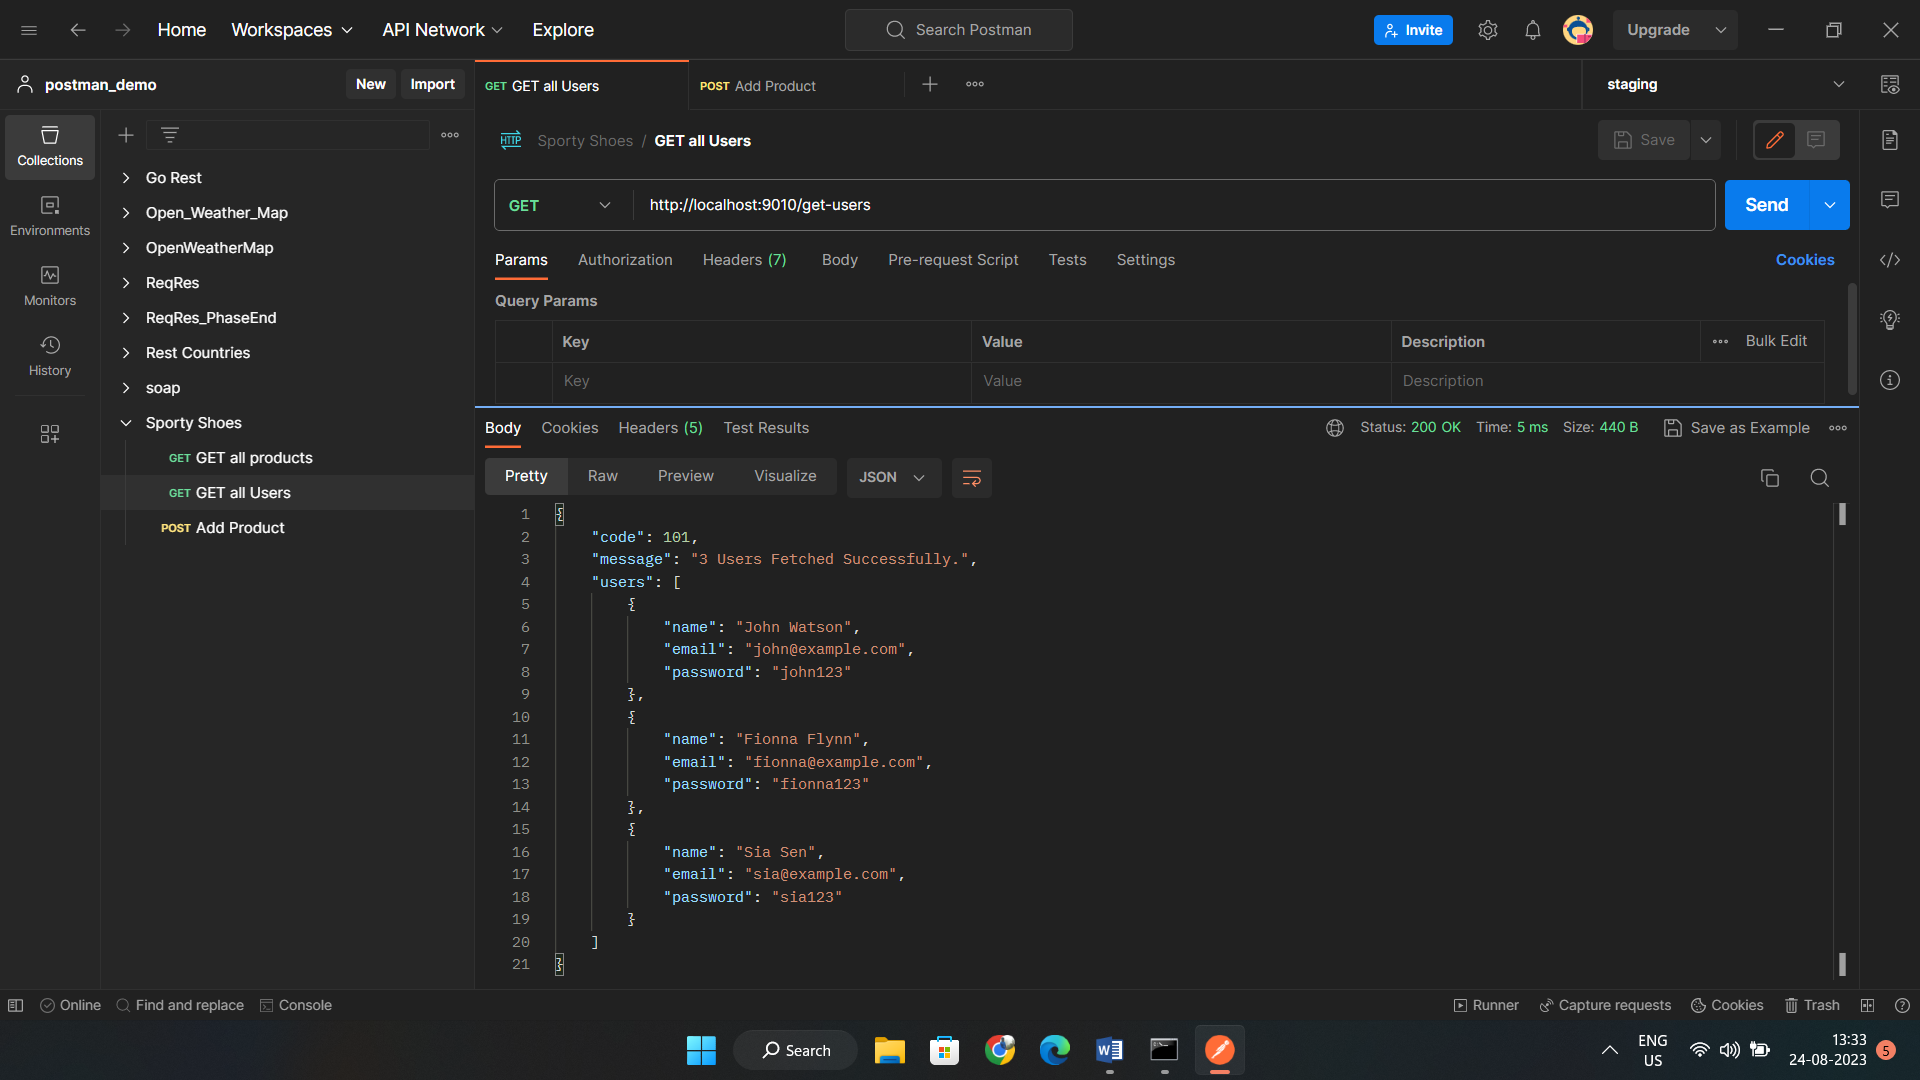 Home Workspaces API Network Explore Search Postman Invite Upgrade
postman_demo New Import GET GET all Users POST Add Product staging
Collections
Environments
Monitors
History
Go Rest
Open_Weather_Map
OpenWeatherMap
ReqRes
ReqRes_PhaseEnd
Rest Countries
soap
Sporty Shoes
GET GET all products
GET GET all Users
POST Add Product
HTTP Sporty Shoes / GET all Users Save
GET http://localhost:9010/get-users Send
Params Authorization Headers (7) Body Pre-request Script Tests Settings Cookies
Query Params
Key Value Description Bulk Edit
Key Value Description
Body Cookies Headers (5) Test Results Status: 200 OK Time: 5 ms Size: 440 B Save as Example
Pretty Raw Preview Visualize JSON
1 {
2 "code": 101,
3 "message": "3 Users Fetched Successfully.",
4 "users": [
5 {
6 "name": "John Watson",
7 "email": "john@example.com",
8 "password": "john123"
9 },
10 {
11 "name": "Fionna Flynn",
12 "email": "fionna@example.com",
13 "password": "fionna123"
14 },
15 {
16 "name": "Sia Sen",
17 "email": "sia@example.com",
18 "password": "sia123"
19 }
20 ]
21 }
Online Find and replace Console Runner Capture requests Cookies Trash
Search
ENG
US
13:33
24-08-2023
5